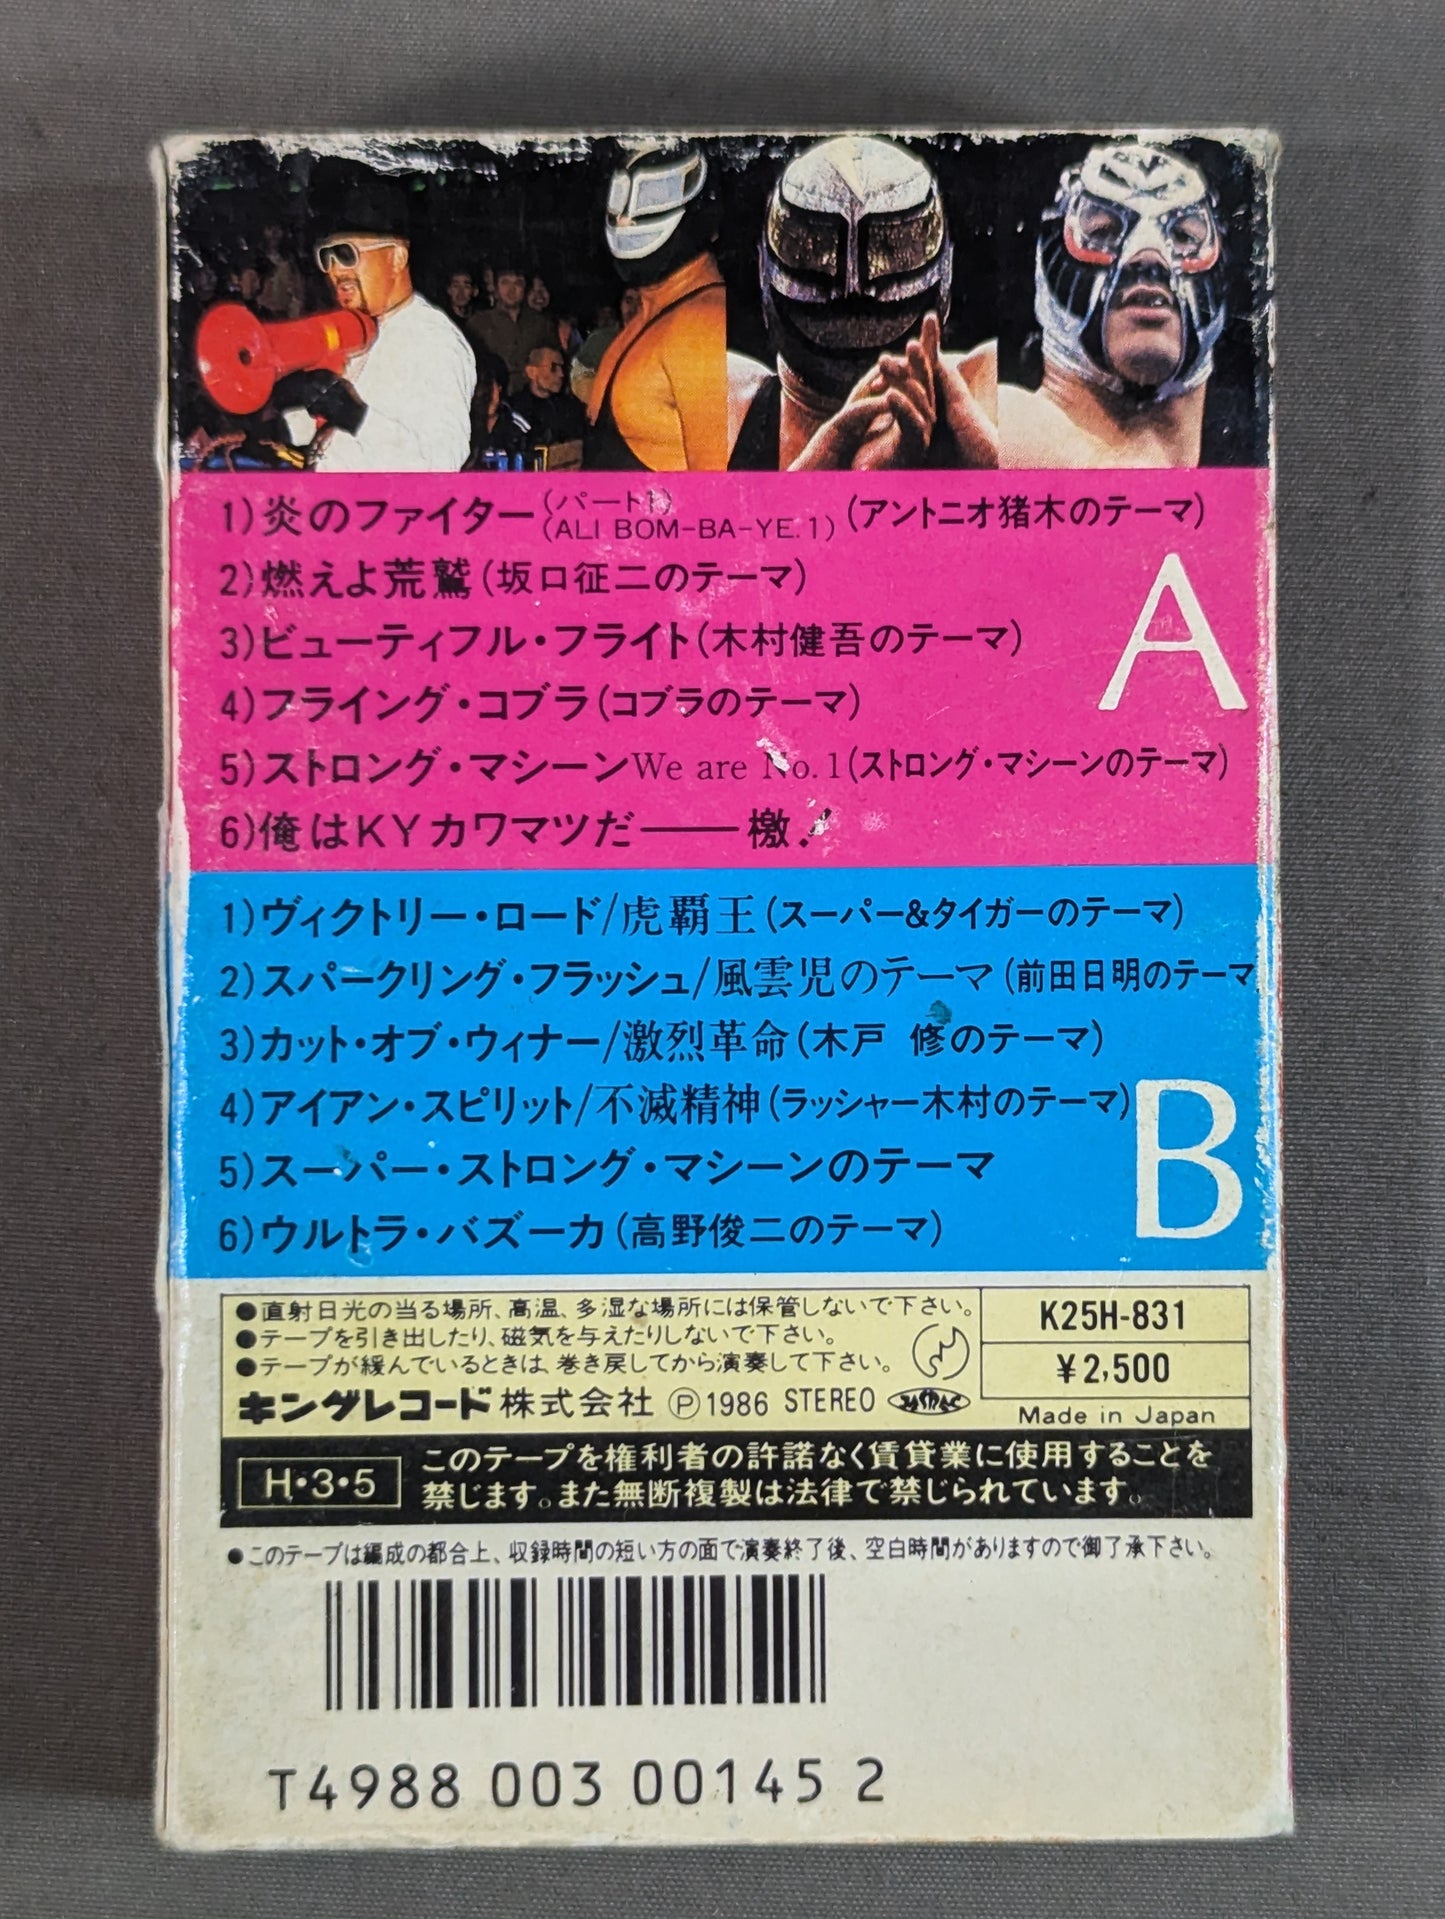 1)炎のファイター(パート1)(ALI BOM-BA-YE.1)(アントニオ猪木のテーマ)
2)燃えよ荒鷲(坂口征二のテーマ)
3)ビューティフル・フライト(木村健吾のテーマ)
4)フライング・コブラ(コブラのテーマ)
5)ストロング・マシーンWe are No.1(ストロング・マシーンのテーマ)
6)俺はKYカワマツだ——檄!
A
1)ヴィクトリー・ロード/虎覇王(スーパー&タイガーのテーマ)
2)スパークリング・フラッシュ/風雲児のテーマ(前田日明のテーマ
3)カット・オブ・ウィナー/激烈革命(木戸 修のテーマ)
4)アイアン・スピリット/不滅精神(ラッシャー木村のテーマ)
5)スーパー・ストロング・マシーンのテーマ
6)ウルトラ・バズーカ(高野俊二のテーマ)
B
●直射日光の当る場所、高温、多湿な場所には保管しないで下さい。
●テープを引き出したり、磁気を与えたりしないで下さい。
●テープが緩んでいるときは、巻き戻してから演奏して下さい。
キングレコード株式会社 Ⓟ1986 STEREO JASRAC
K25H-831
¥2,500
Made in Japan
H・3・5
このテープを権利者の許諾なく賃貸業に使用することを
禁じます。また無断複製は法律で禁じられています。
●このテープは編成の都合上、収録時間の短い方の面で演奏終了後、空白時間がありますので御了承下さい。
T4988 003 00145 2